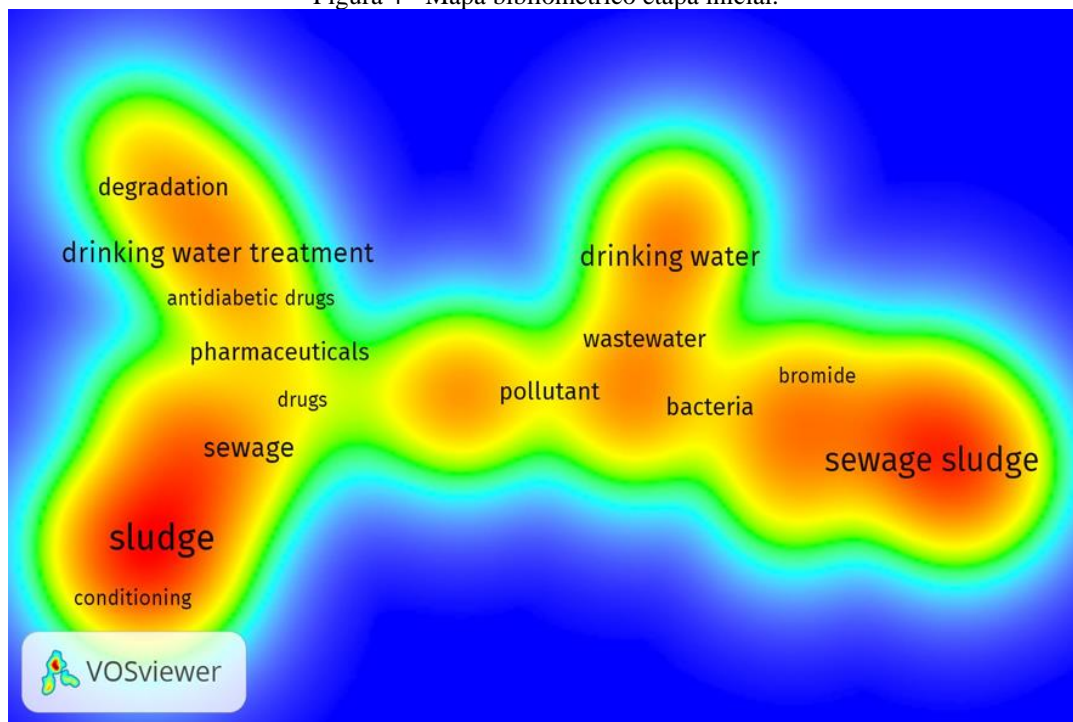 Figura 4 - Mapa bibliométrico etapa inicial.
degradation
drinking water treatment
antidiabetic drugs
pharmaceuticals
drugs
sewage
sludge
conditioning
pollutant
drinking water
wastewater
bacteria
bromide
sewage sludge
VOSviewer